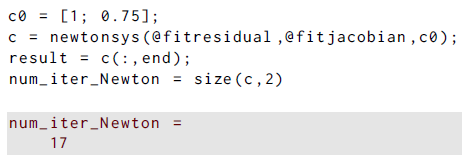 c0 = [1; 0.75];
c = newtonsys(@fitresidual,@fitjacobian,c0);
result = c(:,end);
num_iter_Newton = size(c,2)
num_iter_Newton =
17